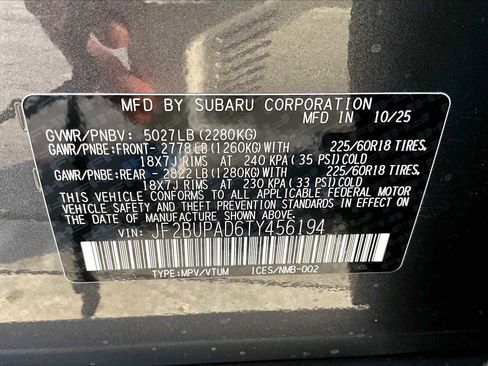 MFD BY SUBARU CORPORATION
MFD IN 10/25
GVWR/PNBV: 5027LB (2280KG)
GAWR/PNBE:FRONT- 2778LB (1260KG)WITH 225/60R18 TIRES,
18X7J RIMS AT 240 KPA ( 35 PSI) COLD
GAWR/PNBE:REAR - 2822LB (1280KG)WITH 225/60R18 TIRES,
18X7J RIMS AT 230 KPA ( 33 PSI) COLD
THIS VEHICLE CONFORMS TO ALL APPLICABLE FEDERAL MOTOR
VEHICLE SAFETY AND THEFT PREVENTION STANDARDS IN EFFECT
ON THE DATE OF MANUFACTURE SHOWN ABOVE.
VIN: JF2BUPAD6TY456194
TYPE:MPV/VTUM ICES/NMB-002